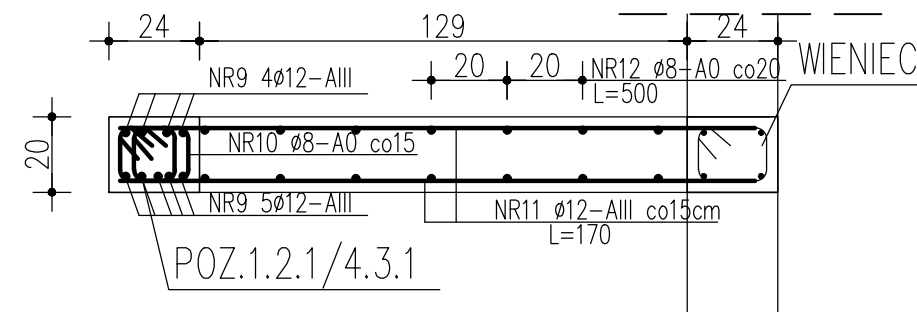 24 129 24
20 20 NR12 ø8-A0 co20
L=500
WIENIEC
NR9 4ø12-AIII
20
NR10 ø8-A0 co15
NR9 5ø12-AIII
NR11 ø12-AIII co15cm
L=170
POZ.1.2.1/4.3.1